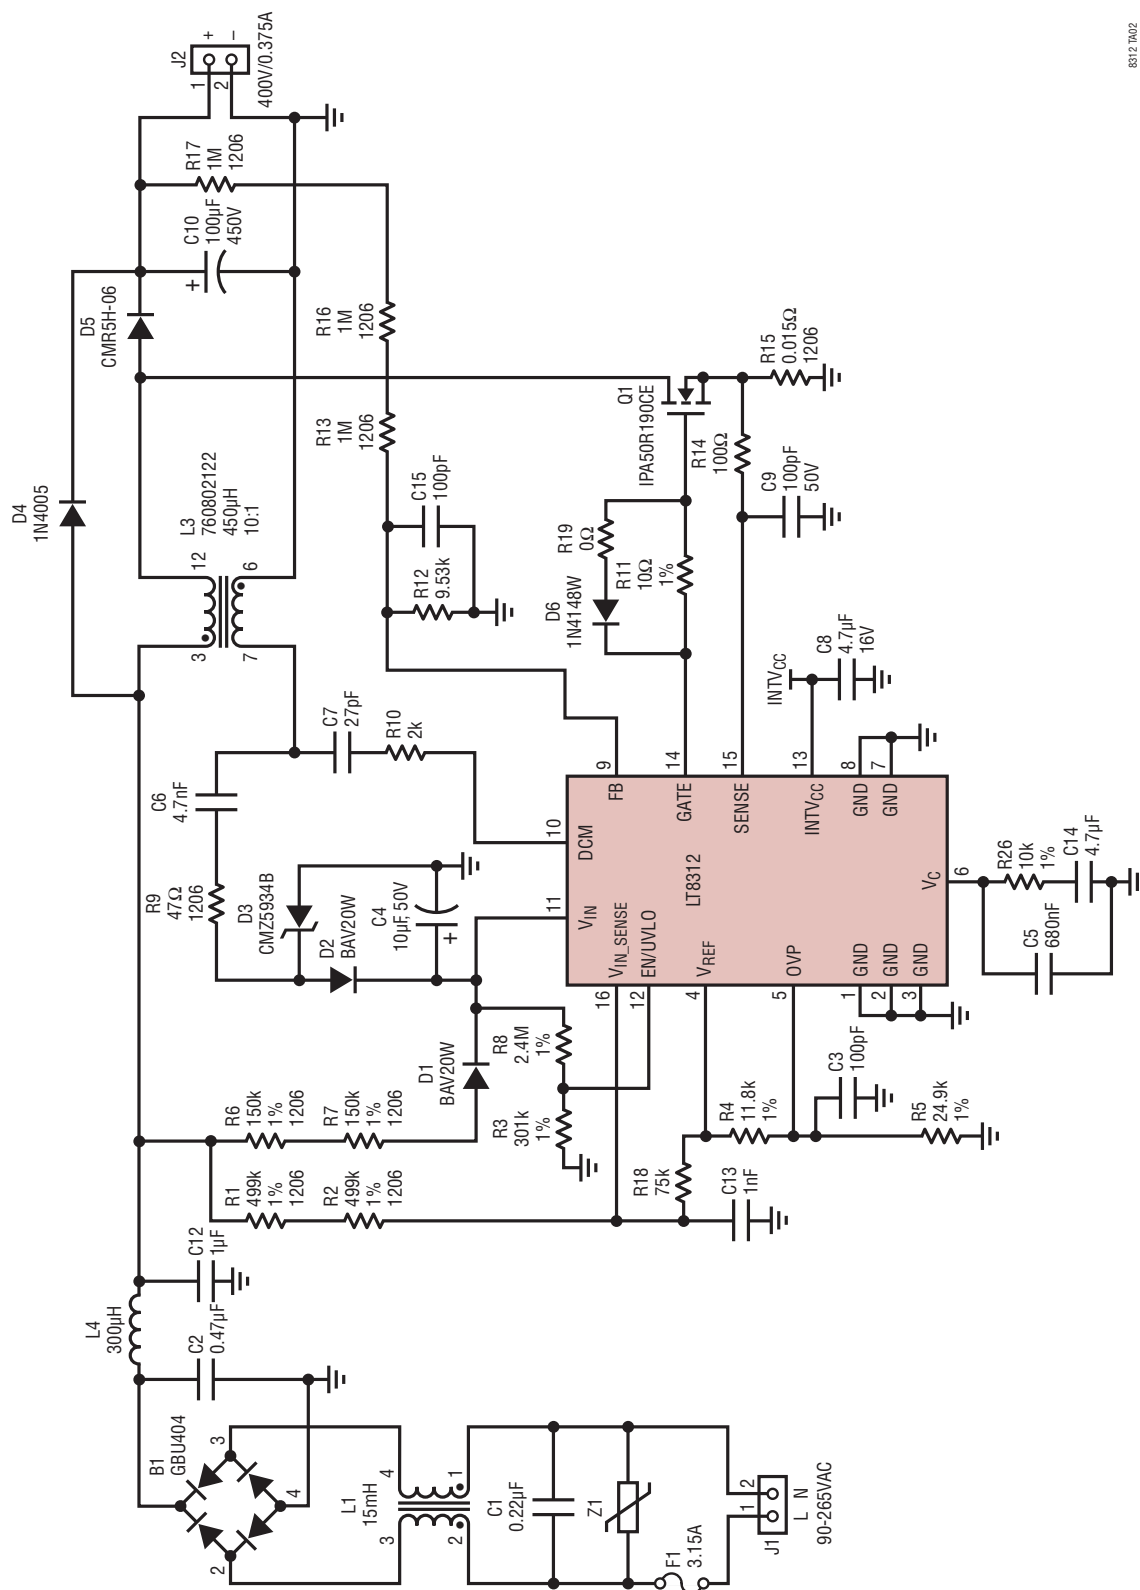 J1
L N
90-265VAC
1
2
F1
3.15A
Z1
C1
0.22µF
L1
15mH
1
2
3
4
B1
GBU404
2
3
4
C2
0.47µF
L4
300µH
C12
1µF
R1
499k
1%
1206
R2
499k
1%
1206
R6
150k
1%
1206
R7
150k
1%
1206
R3
301k
1%
R8
2.4M
1%
D1
BAV20W
R18
75k
C13
1nF
R4
11.8k
1%
C3
100pF
R5
24.9k
1%
R9
47Ω
1206
C6
4.7nF
D3
CMZ5934B
D2
BAV20W
C4
10µF, 50V
+
C7
27pF
R10
2k
D4
1N4005
L3
760802122
450µH
10:1
3
12
7
6
D5
CMR5H-06
C10
100µF
450V
+
R17
1M
1206
R16
1M
1206
R13
1M
1206
C15
100pF
R12
9.53k
J2
1
2
+
–
400V/0.375A
D6
1N4148W
R19
0Ω
R11
10Ω
1%
Q1
IPA50R190CE
R14
100Ω
R15
0.015Ω
1206
C9
100pF
50V
INTVCC
C8
4.7µF
16V
LT8312
16
VIN_SENSE
12
EN/UVLO
11
VIN
10
DCM
9
FB
14
GATE
15
SENSE
13
INTVCC
8
GND
7
GND
4
VREF
5
OVP
1
GND
2
GND
3
GND
6
VC
C5
680nF
R26
10k
1%
C14
4.7µF
8312 TA02